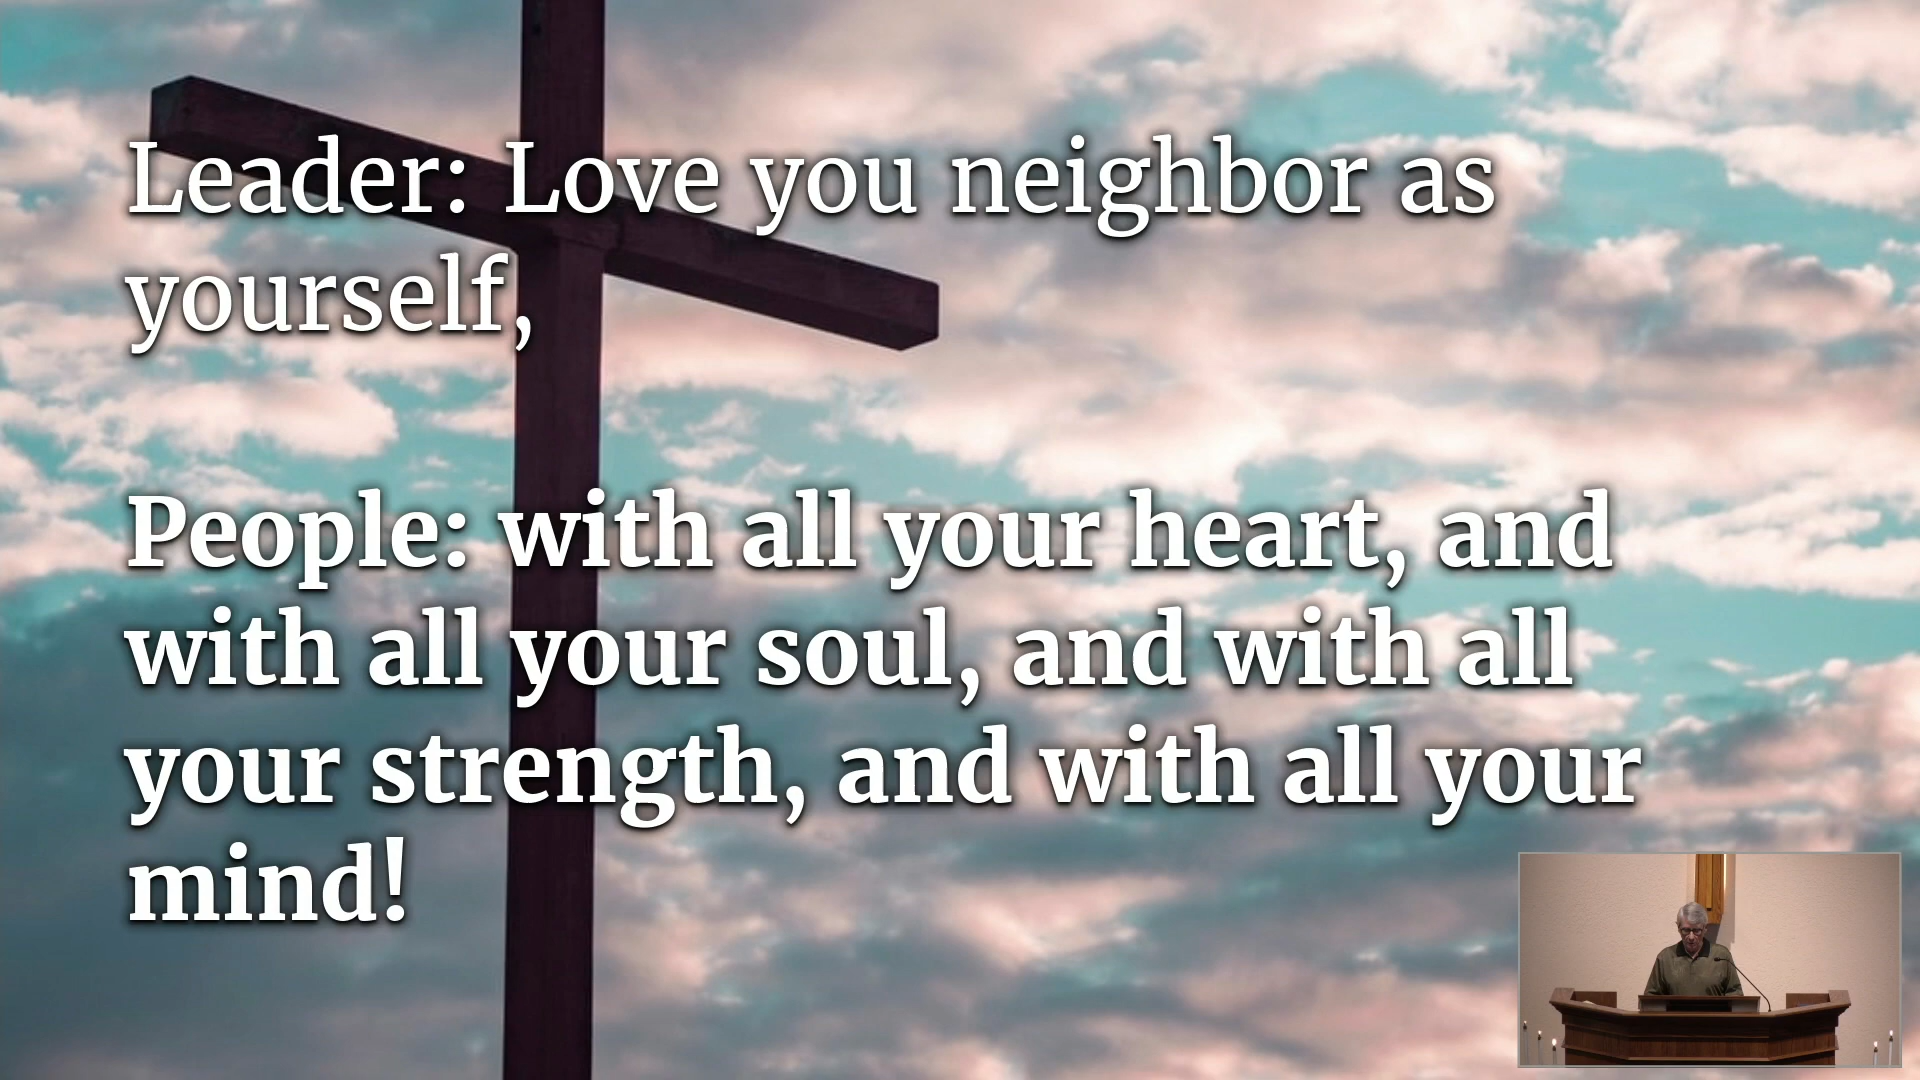 Leader: Love you neighbor as
yourself,
People: with all your heart, and
with all your soul, and with all
your strength, and with all your
mind!